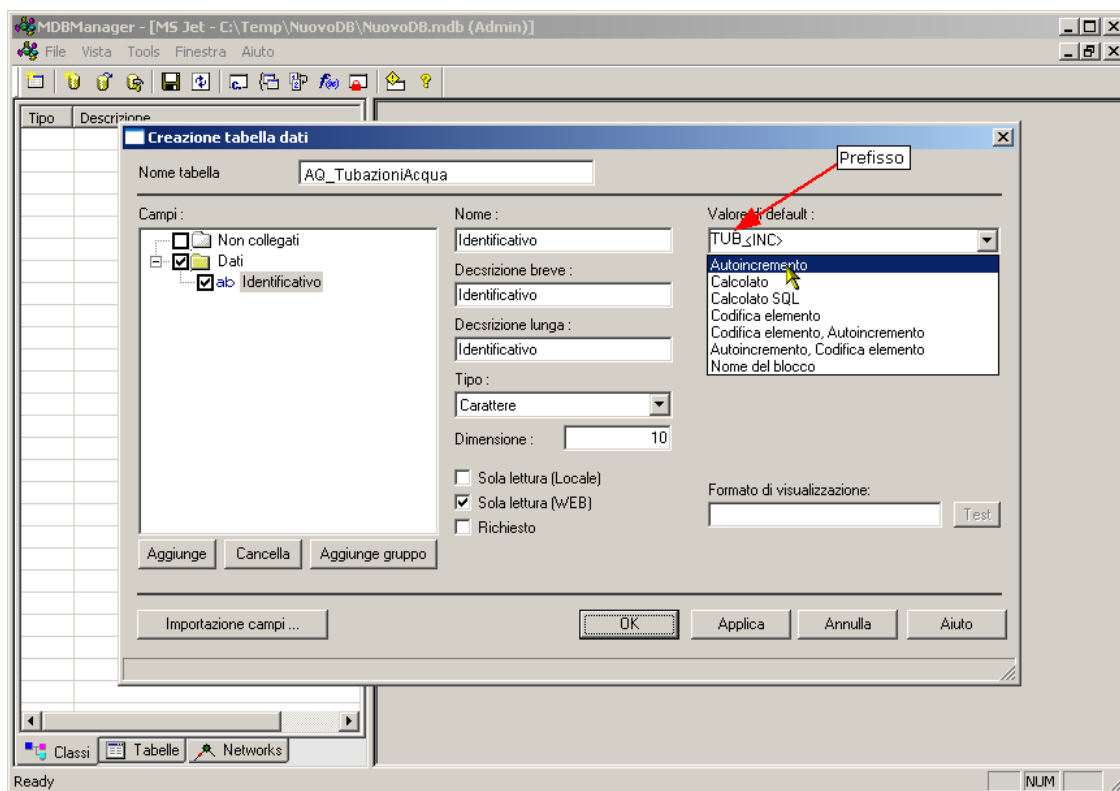 MDBManager - [MS Jet - C:\Temp\NuovoDB\NuovoDB.mdb (Admin)]
File Vista Tools Finestra Aiuto
Tipo Descrizione
Creazione tabella dati
Prefisso
Nome tabella AQ_TubazioniAcqua
Campi :
Non collegati
Dati
ab Identificativo
Aggiunge Cancella Aggiunge gruppo
Nome :
Identificativo
Decsrizione breve :
Identificativo
Decsrizione lunga :
Identificativo
Tipo :
Carattere
Dimensione : 10
Sola lettura (Locale)
Sola lettura (WEB)
Richiesto
Valore di default :
TUB_<INC>
Autoincremento
Calcolato
Calcolato SQL
Codifica elemento
Codifica elemento, Autoincremento
Autoincremento, Codifica elemento
Nome del blocco
Formato di visualizzazione:
Test
Importazione campi ... OK Applica Annulla Aiuto
Classi Tabelle Networks
Ready NUM